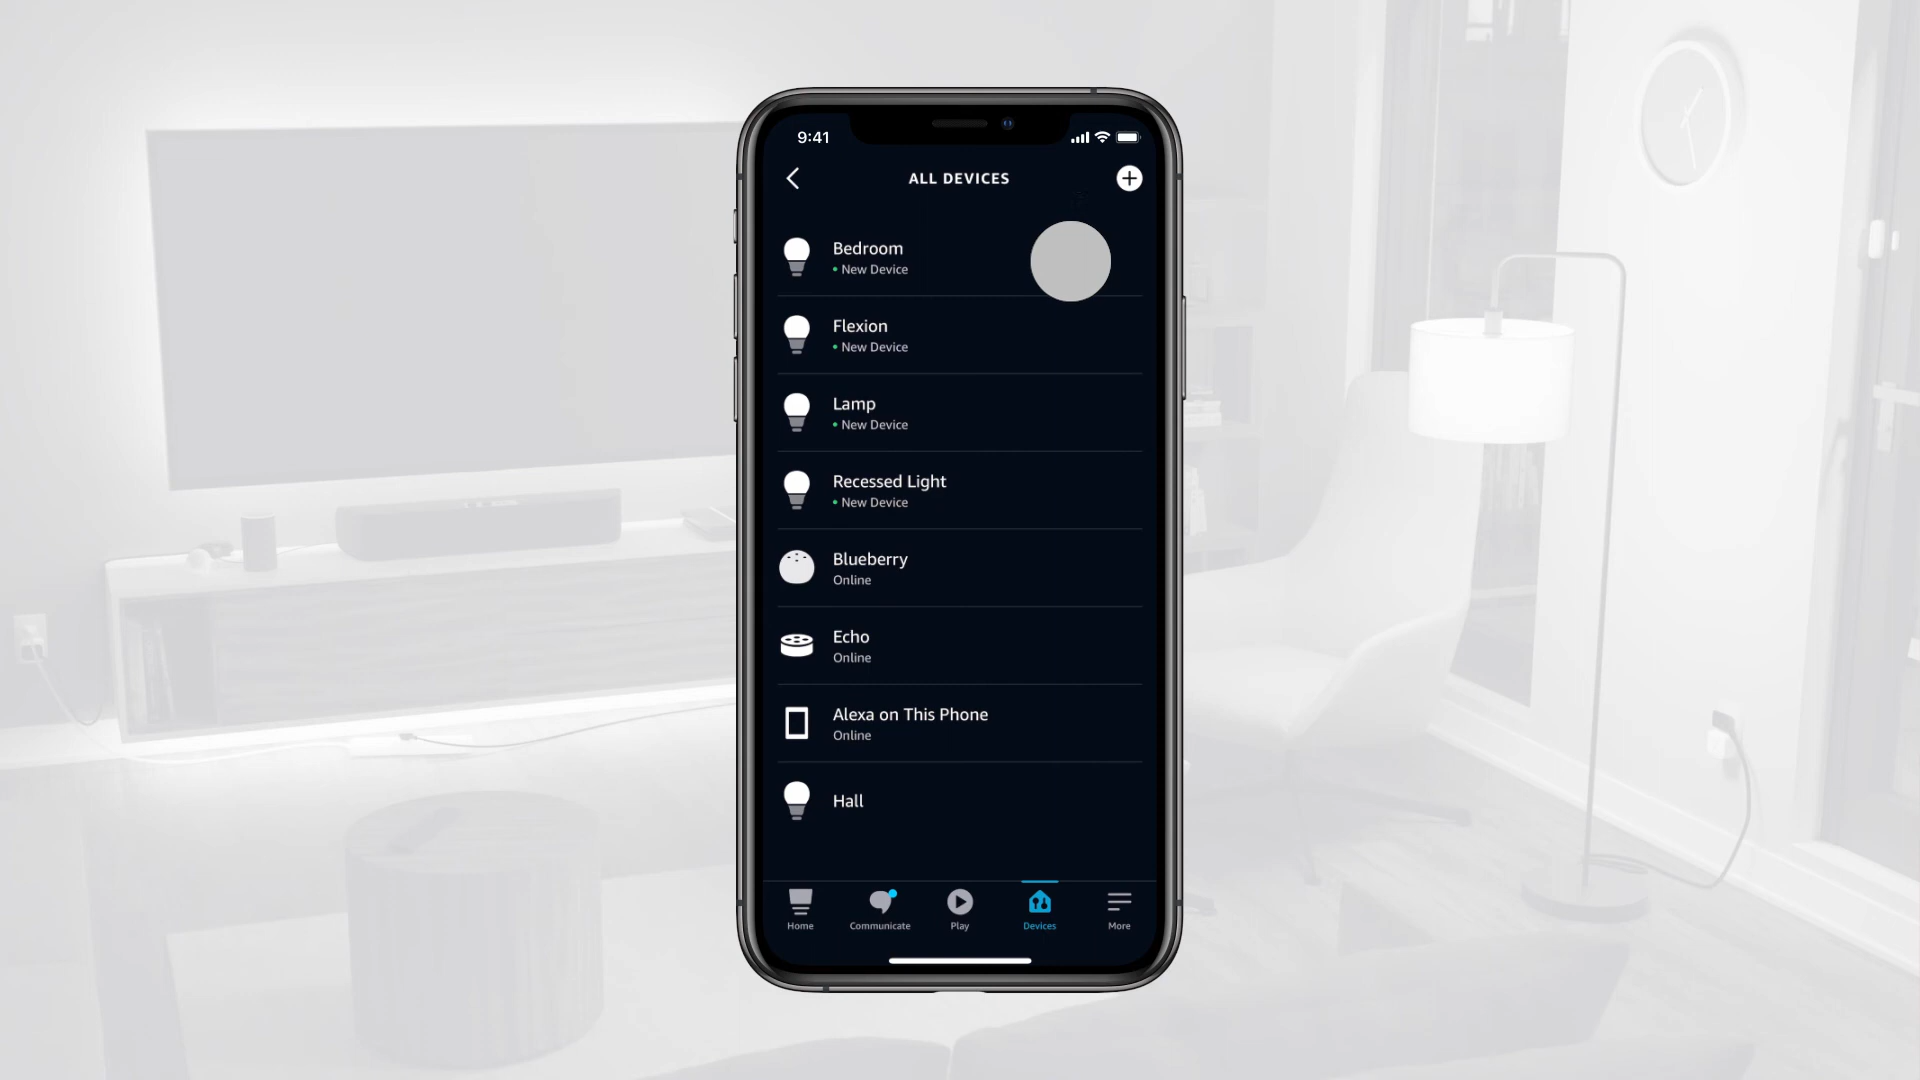 9:41
ALL DEVICES
Bedroom
• New Device
Flexion
• New Device
Lamp
• New Device
Recessed Light
• New Device
Blueberry
Online
Echo
Online
Alexa on This Phone
Online
Hall
Home Communicate Play Devices More